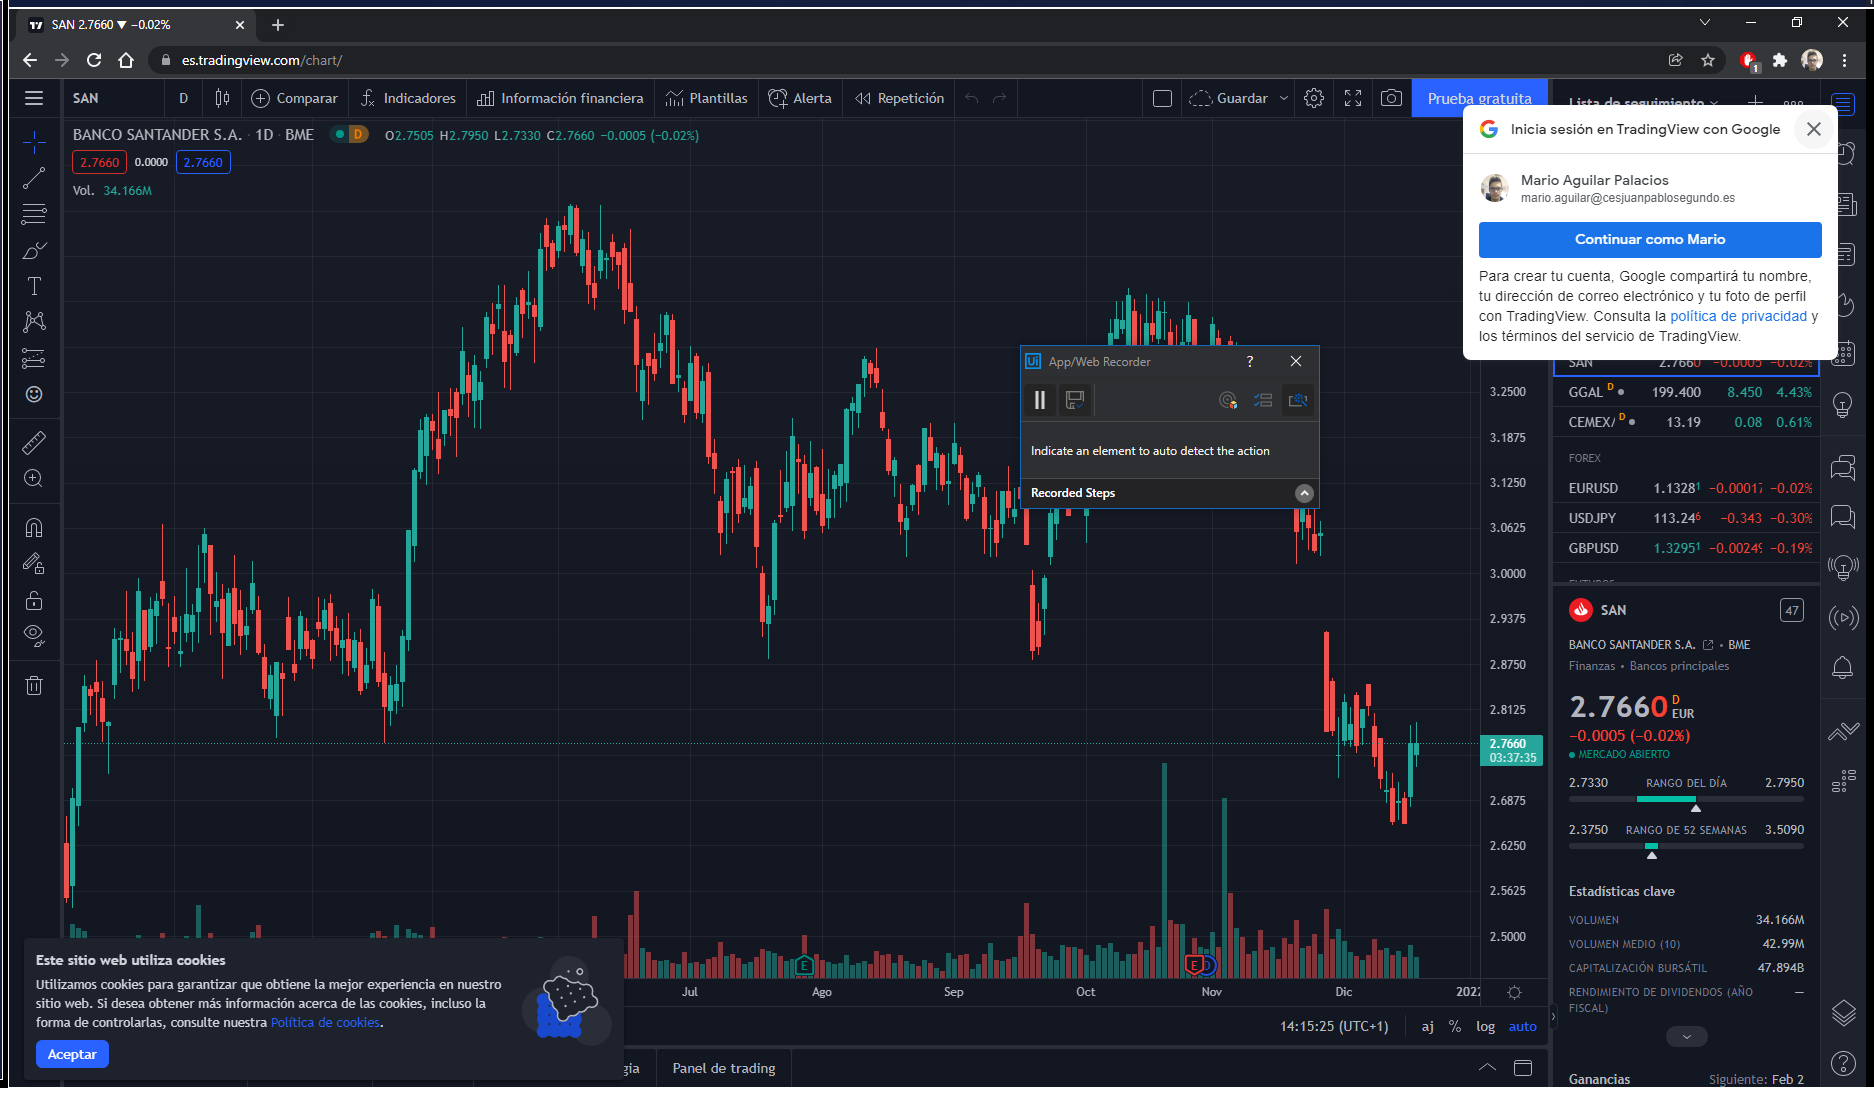 SAN 2.7660 ▼ −0.02%
es.tradingview.com/chart/
1
SAN
D
Comparar
Indicadores
Información financiera
Plantillas
Alerta
Repetición
Guardar
Prueba gratuita
Lista de seguimiento
BANCO SANTANDER S.A. · 1D · BME
D
O2.7505 H2.7950 L2.7330 C2.7660 −0.0005 (−0.02%)
2.7660 0.0000 2.7660
Vol. 34.166M
Inicia sesión en TradingView con Google
Mario Aguilar Palacios
mario.aguilar@cesjuanpablosegundo.es
Continuar como Mario
Para crear tu cuenta, Google compartirá tu nombre,
tu dirección de correo electrónico y tu foto de perfil
con TradingView. Consulta la política de privacidad y
los términos del servicio de TradingView.
Ui App/Web Recorder ?
Indicate an element to auto detect the action
Recorded Steps
3.2500
3.1875
3.1250
3.0625
3.0000
2.9375
2.8750
2.8125
2.7660
03:37:35
2.6875
2.6250
2.5625
2.5000
SAN 2.7660 −0.0005 −0.02%
GGAL D 199.400 8.450 4.43%
CEMEX/ D 13.19 0.08 0.61%
FOREX
EURUSD 1.13281 −0.00017 −0.02%
USDJPY 113.246 −0.343 −0.30%
GBPUSD 1.32951 −0.00249 −0.19%
FUTUROS
SAN
47
BANCO SANTANDER S.A. • BME
Finanzas • Bancos principales
2.7660 D EUR
−0.0005 (−0.02%)
MERCADO ABIERTO
2.7330 RANGO DEL DÍA 2.7950
2.3750 RANGO DE 52 SEMANAS 3.5090
Estadísticas clave
VOLUMEN 34.166M
VOLUMEN MEDIO (10) 42.99M
CAPITALIZACIÓN BURSÁTIL 47.894B
RENDIMIENTO DE DIVIDENDOS (AÑO —
FISCAL)
Ganancias Siguiente: Feb 2
E
E D
Jul Ago Sep Oct Nov Dic 2022
14:15:25 (UTC+1) aj % log auto
Este sitio web utiliza cookies
Utilizamos cookies para garantizar que obtiene la mejor experiencia en nuestro
sitio web. Si desea obtener más información acerca de las cookies, incluso la
forma de controlarlas, consulte nuestra Política de cookies.
Aceptar
gia
Panel de trading